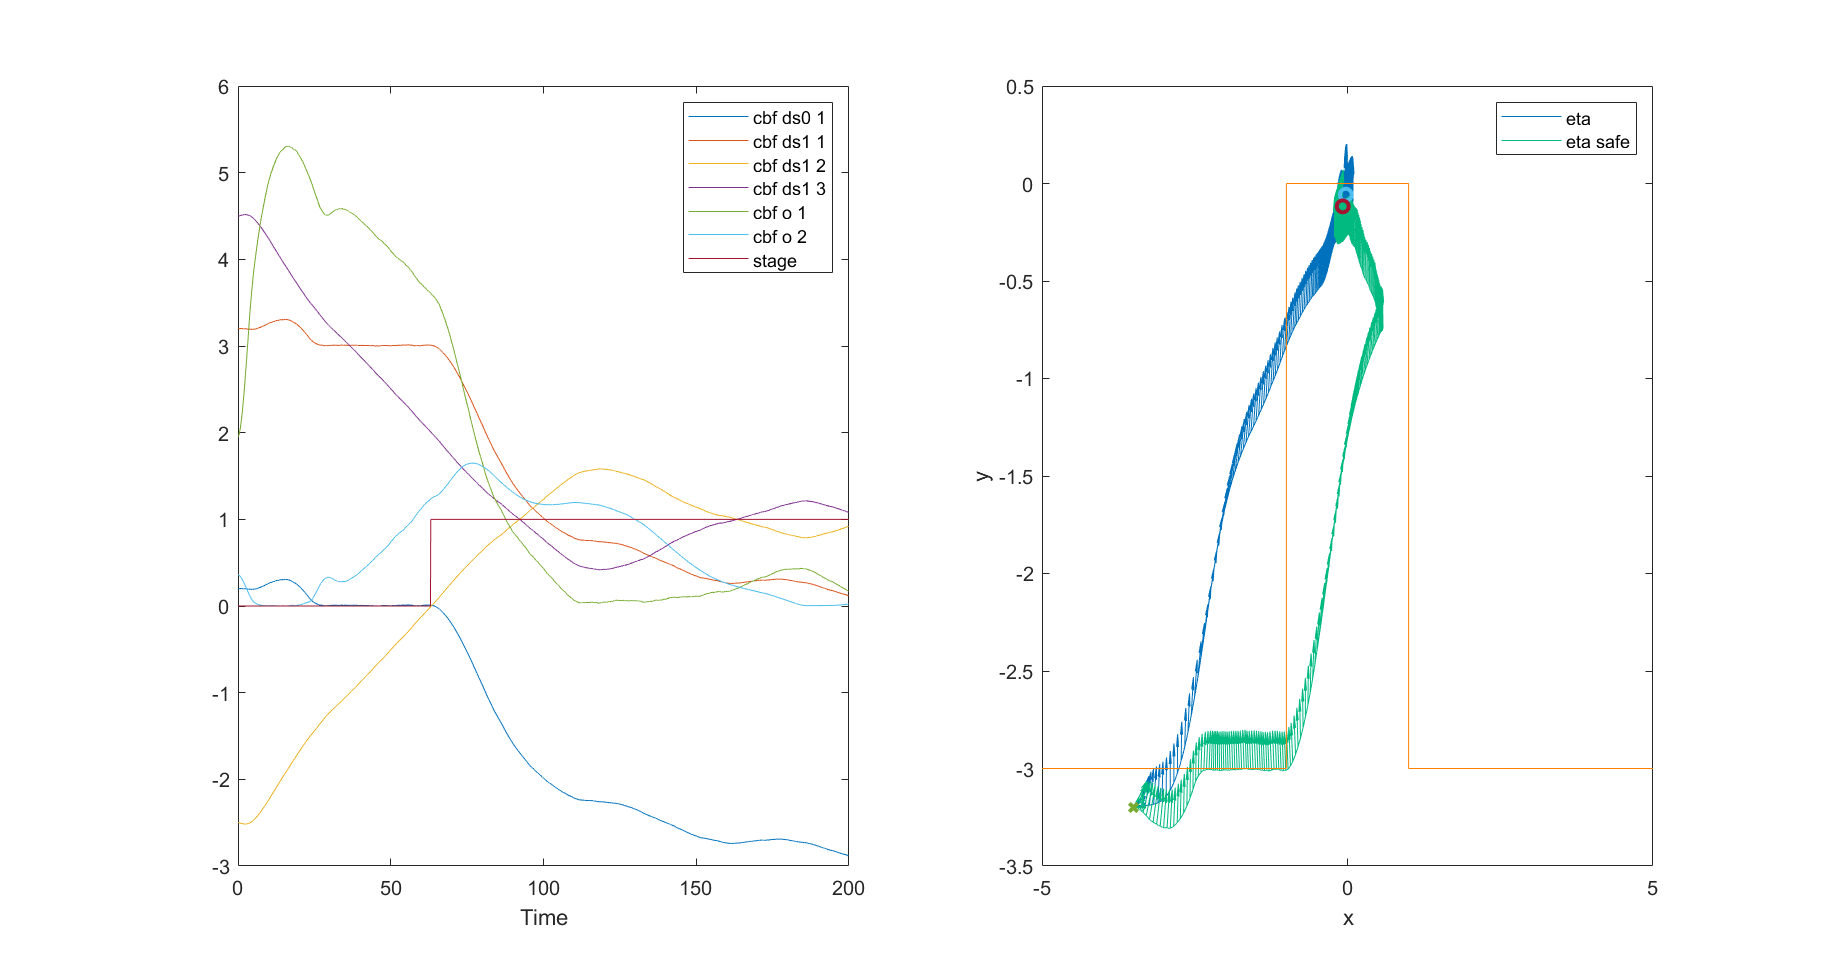 6
5
4
3
2
1
0
-1
-2
-3
0
50
100
150
200
Time
cbf ds0 1
cbf ds1 1
cbf ds1 2
cbf ds1 3
cbf o 1
cbf o 2
stage
0.5
0
-0.5
-1
-1.5
-2
-2.5
-3
-3.5
y
-5
0
5
x
eta
eta safe